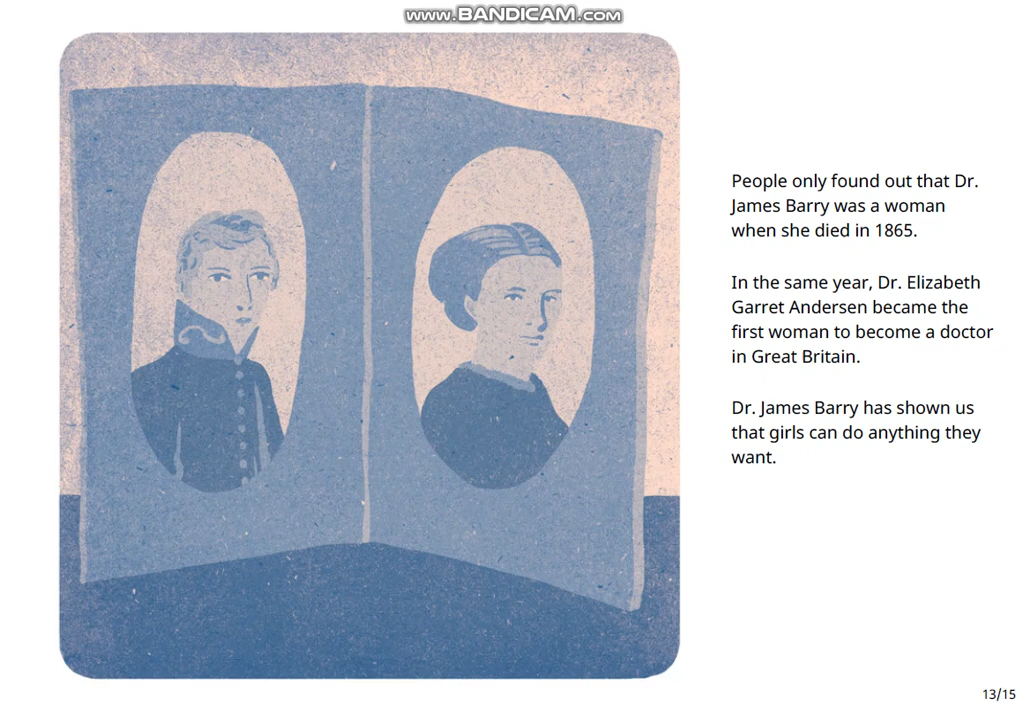 www.BANDICAM.com
People only found out that Dr.
James Barry was a woman
when she died in 1865.
In the same year, Dr. Elizabeth
Garret Andersen became the
first woman to become a doctor
in Great Britain.
Dr. James Barry has shown us
that girls can do anything they
want.
13/15